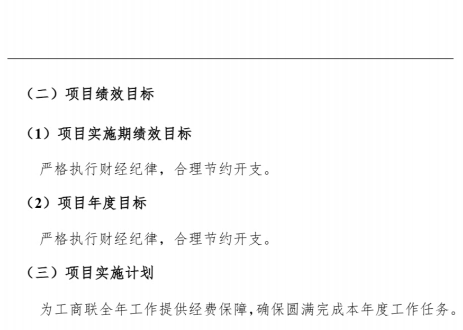 （二）项目绩效目标
（1）项目实施期绩效目标
严格执行财经纪律，合理节约开支。
（2）项目年度目标
严格执行财经纪律，合理节约开支。
（三）项目实施计划
为工商联全年工作提供经费保障，确保圆满完成本年度工作任务。